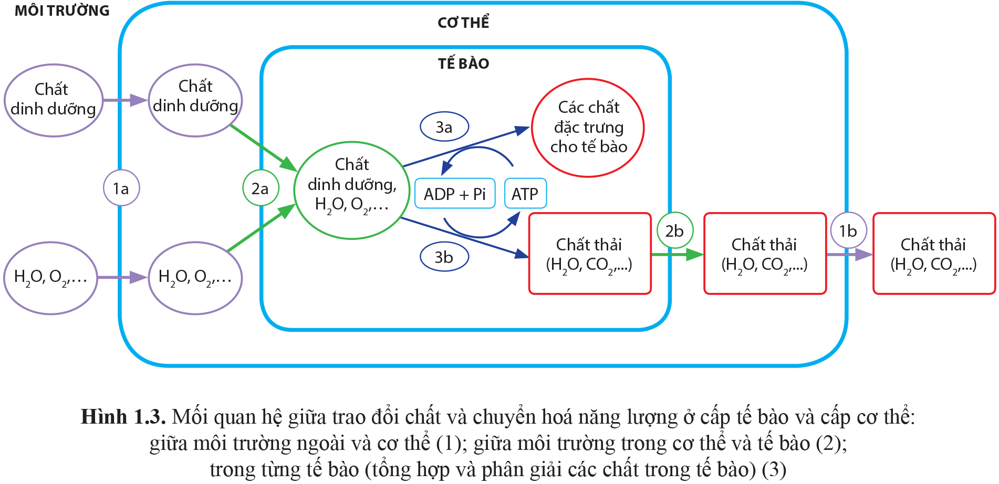 MÔI TRƯỜNG
CƠ THỂ
TẾ BÀO
Chất
dinh dưỡng
Chất
dinh dưỡng
Các chất
đặc trưng
cho tế bào
3a
Chất
dinh dưỡng,
H₂O, O₂,…
1a
2a
ADP + Pi
ATP
3b
2b
1b
H₂O, O₂,…
H₂O, O₂,…
Chất thải
(H₂O, CO₂,...)
Chất thải
(H₂O, CO₂,...)
Chất thải
(H₂O, CO₂,...)
Hình 1.3. Mối quan hệ giữa trao đổi chất và chuyển hoá năng lượng ở cấp tế bào và cấp cơ thể:
giữa môi trường ngoài và cơ thể (1); giữa môi trường trong cơ thể và tế bào (2);
trong từng tế bào (tổng hợp và phân giải các chất trong tế bào) (3)